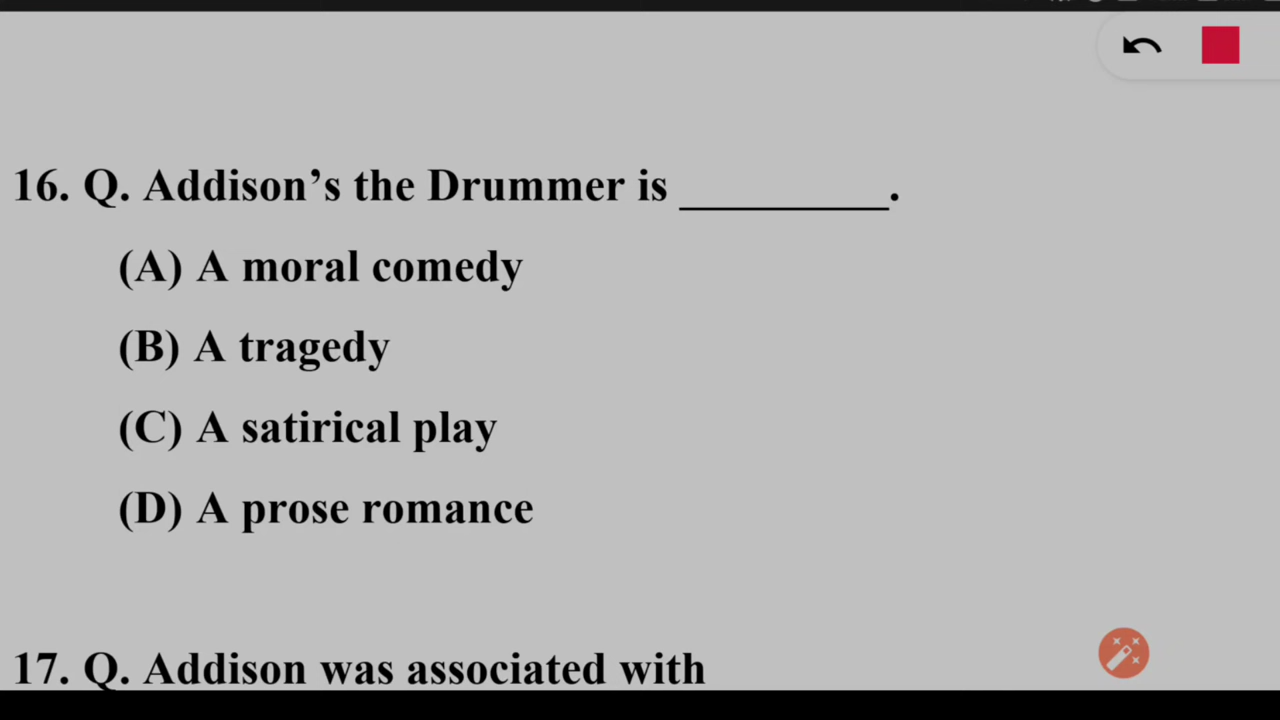 16. Q. Addison’s the Drummer is __________.
(A) A moral comedy
(B) A tragedy
(C) A satirical play
(D) A prose romance
17. Q. Addison was associated with